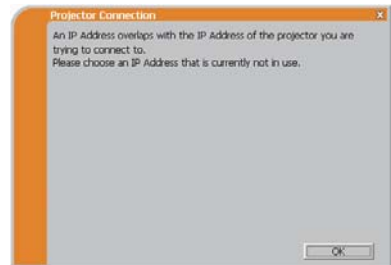 Projector Connection
An IP Address overlaps with the IP Address of the projector you are
trying to connect to.
Please choose an IP Address that is currently not in use.
OK